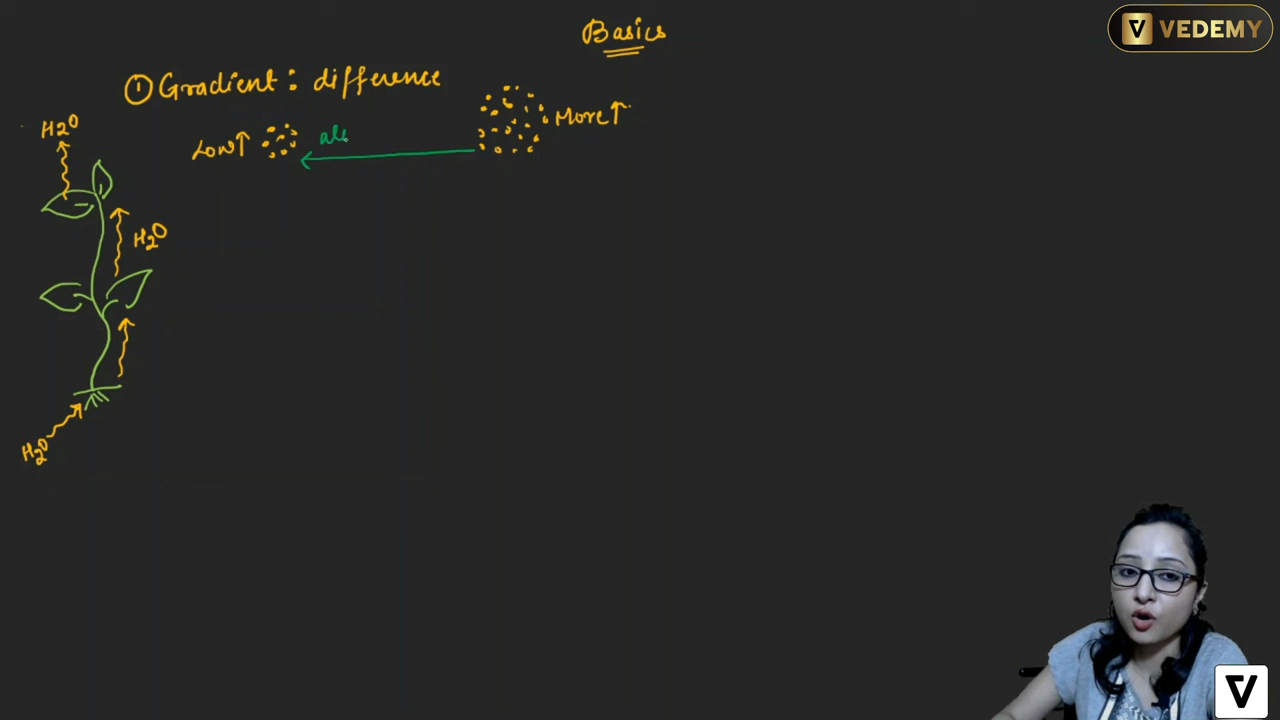 Basics
VEDEMY
① Gradient : difference
More↑
Low↑
H2O
H2O
H2O